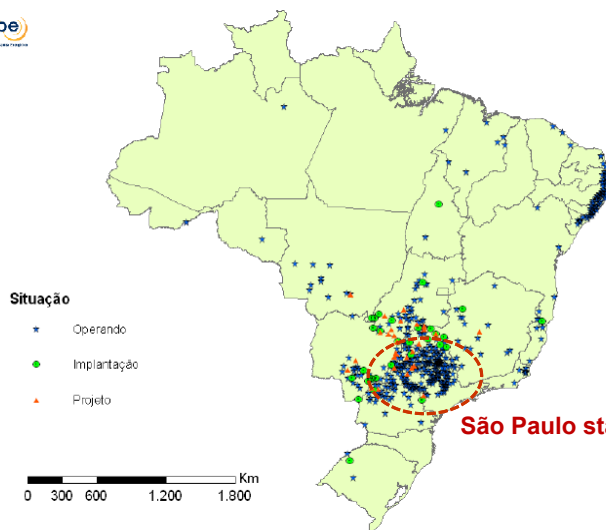 Situação
Operando
Implantação
Projeto
São Paulo sta
Km
0 300 600 1.200 1.800